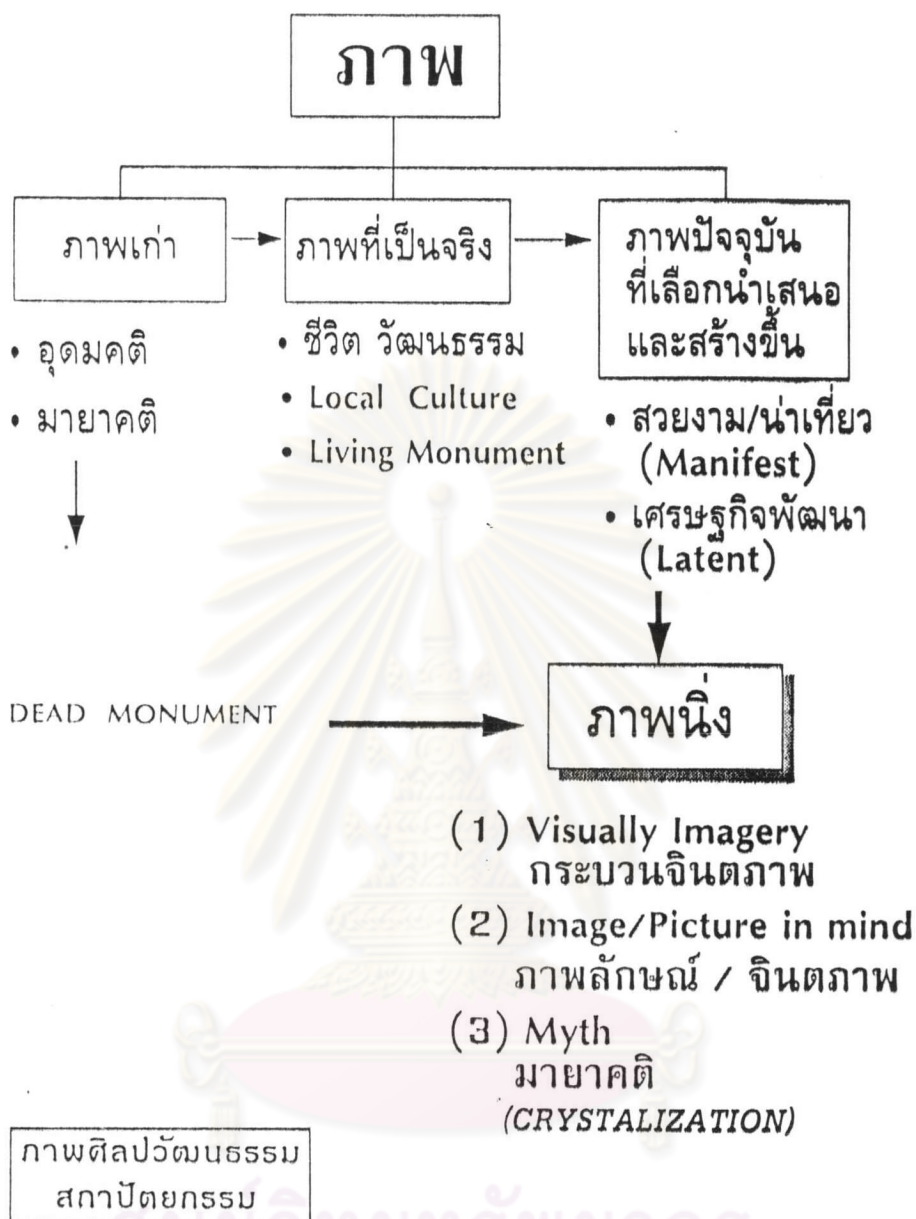 ภาพ
ภาพเก่า
ภาพที่เป็นจริง
ภาพปัจจุบัน
ที่เลือกนำเสนอ
และสร้างขึ้น
• อุดมคติ
• มายาคติ
• ชีวิต วัฒนธรรม
• Local Culture
• Living Monument
• สวยงาม/น่าเที่ยว
(Manifest)
• เศรษฐกิจพัฒนา
(Latent)
DEAD MONUMENT
ภาพนิ่ง
(1) Visually Imagery
กระบวนจินตภาพ
(2) Image/Picture in mind
ภาพลักษณ์ / จินตภาพ
(3) Myth
มายาคติ
(CRYSTALIZATION)
ภาพศิลปวัฒนธรรม
สถาปัตยกรรม